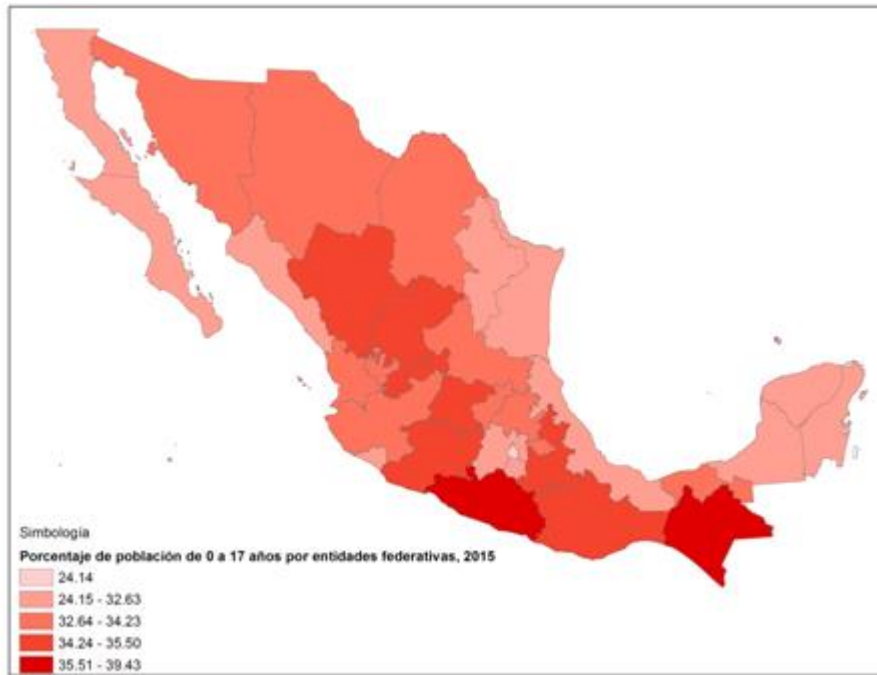 Simbología
Porcentaje de población de 0 a 17 años por entidades federativas, 2015
24.14
24.15 - 32.63
32.64 - 34.23
34.24 - 35.50
35.51 - 39.43